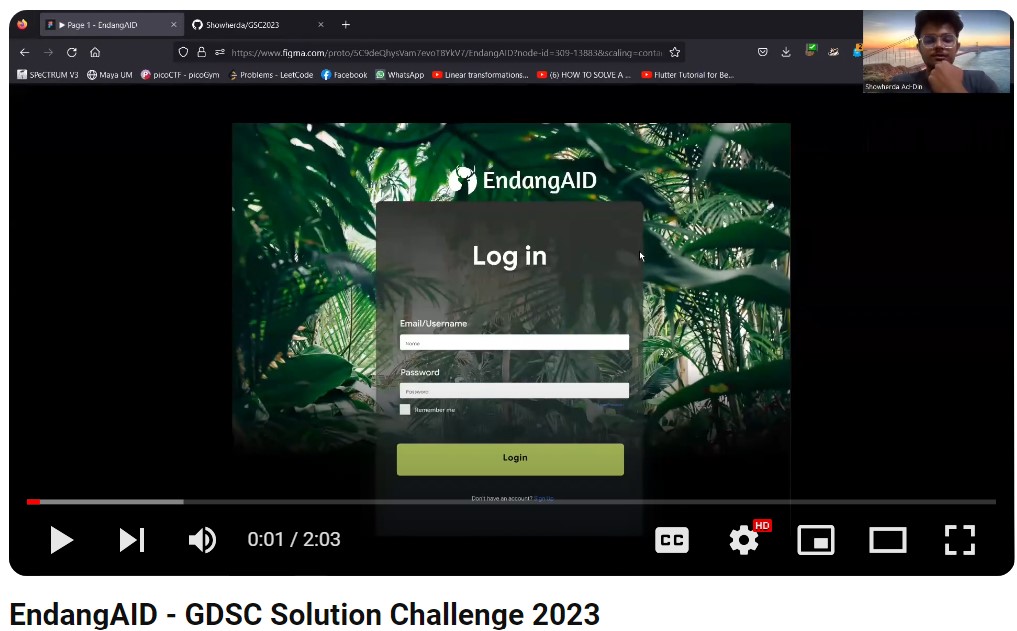 Page 1 - EndangAID
Showherda/GSC2023
https://www.figma.com/proto/5C9deQhysVam7evoT8YkV7/EndangAID?node-id=309-13883&scaling=conta
SPeCTRUM V3
Maya UM
picoCTF - picoGym
Problems - LeetCode
Facebook
WhatsApp
Linear transformations...
(6) HOW TO SOLVE A ...
Flutter Tutorial for Be...
Showherda Ad-Din
EndangAID
Log in
Email/Username
Name
Password
Password
Remember me
Login
Don't have an account? Sign Up
0:01 / 2:03
CC
HD
EndangAID - GDSC Solution Challenge 2023